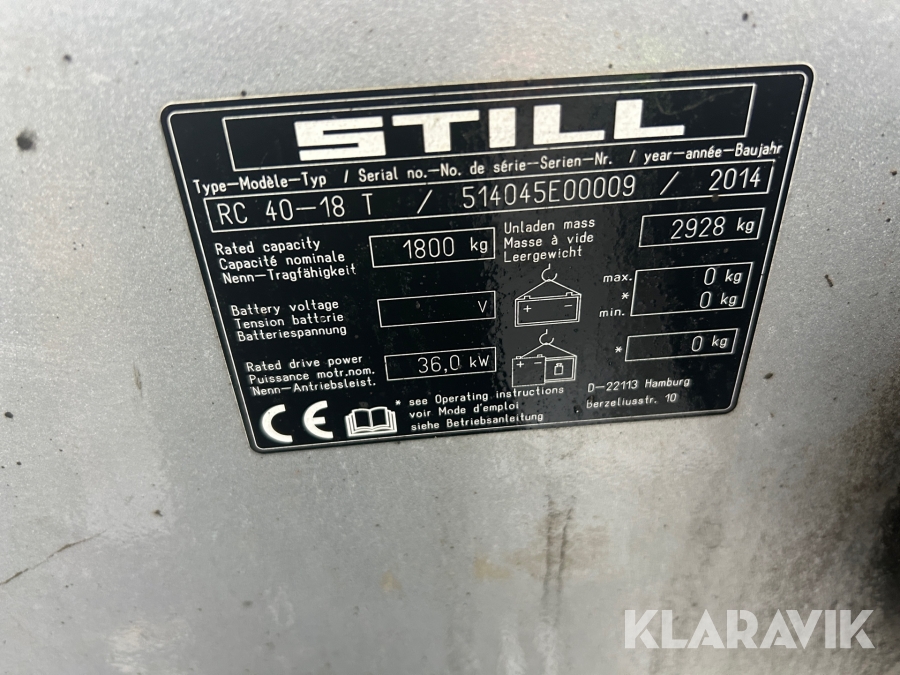 STILL
Type-Modèle-Typ / Serial no.-No. de série-Serien-Nr. / year-année-Baujahr
RC 40-18 T / 514045E00009 / 2014
Rated capacity
Capacité nominale
Nenn-Tragfähigkeit
1800 kg
Unladen mass
Masse à vide
Leergewicht
2928 kg
Battery voltage
Tension batterie
Batteriespannung
V
+ -
max. 0 kg
* 0 kg
min.
Rated drive power
Puissance motr.nom.
Nenn-Antriebsleist.
36,0 kW
+ -
* 0 kg
CE
* see Operating instructions
voir Mode d'emploi
siehe Betriebsanleitung
D-22113 Hamburg
Berzeliusstr. 10
KLARAVIK